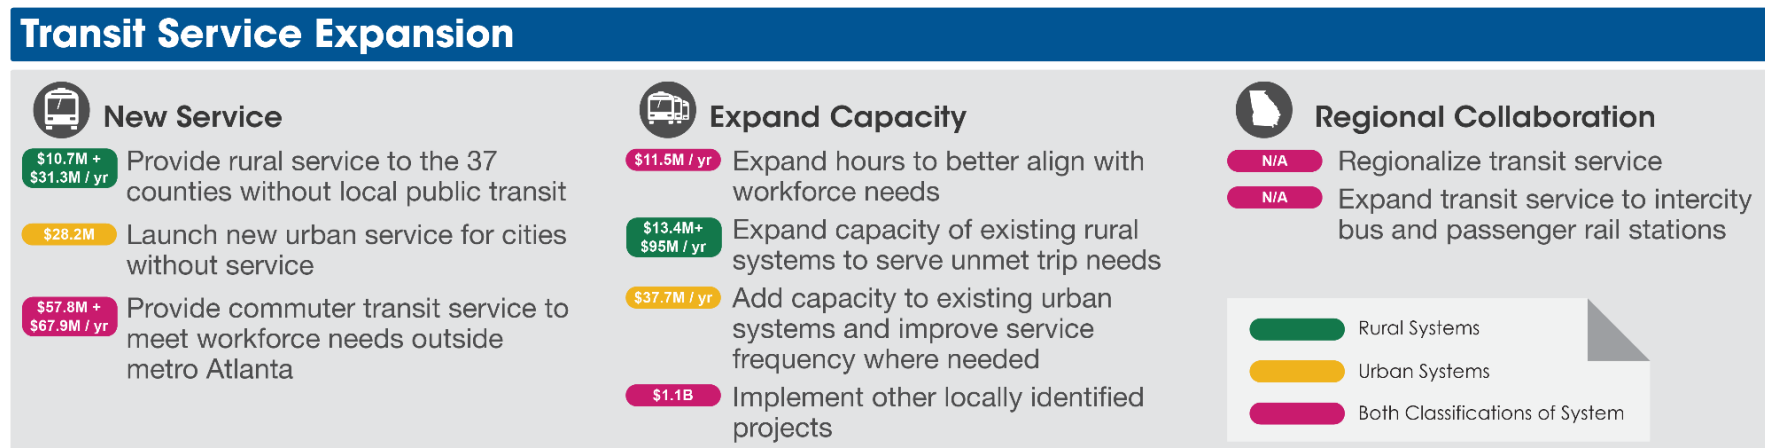 Transit Service Expansion
New Service
$10.7M +
$31.3M / yr
Provide rural service to the 37
counties without local public transit
$28.2M
Launch new urban service for cities
without service
$57.8M +
$67.9M / yr
Provide commuter transit service to
meet workforce needs outside
metro Atlanta
Expand Capacity
$11.5M / yr
Expand hours to better align with
workforce needs
$13.4M+
$95M / yr
Expand capacity of existing rural
systems to serve unmet trip needs
$37.7M / yr
Add capacity to existing urban
systems and improve service
frequency where needed
$1.1B
Implement other locally identified
projects
Regional Collaboration
N/A
Regionalize transit service
N/A
Expand transit service to intercity
bus and passenger rail stations
Rural Systems
Urban Systems
Both Classifications of System